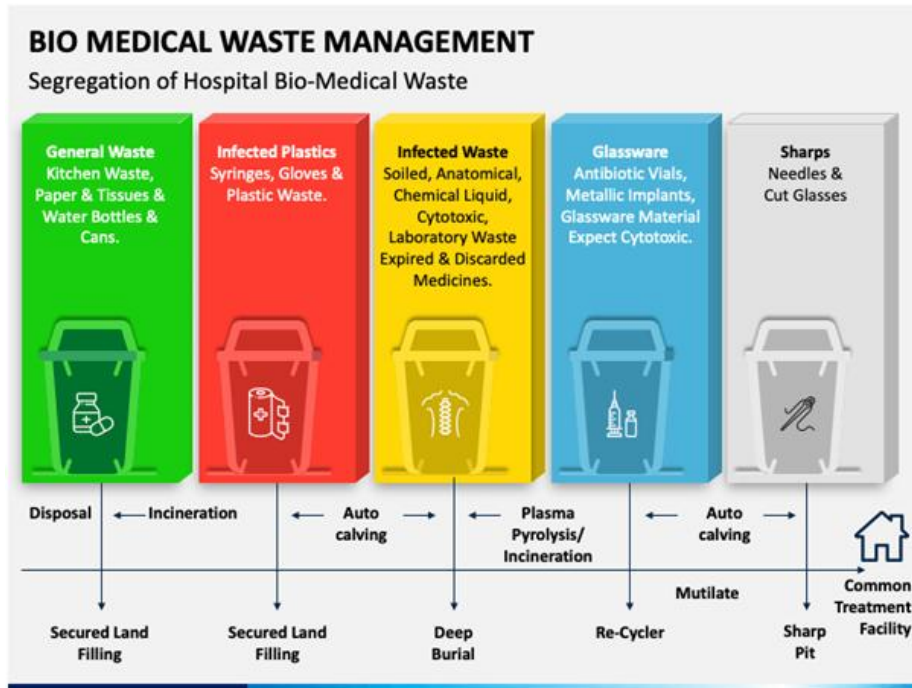 BIO MEDICAL WASTE MANAGEMENT
Segregation of Hospital Bio-Medical Waste
General Waste
Kitchen Waste,
Paper & Tissues &
Water Bottles &
Cans.
Infected Plastics
Syringes, Gloves &
Plastic Waste.
Infected Waste
Soiled, Anatomical,
Chemical Liquid,
Cytotoxic,
Laboratory Waste
Expired & Discarded
Medicines.
Glassware
Antibiotic Vials,
Metallic Implants,
Glassware Material
Expect Cytotoxic.
Sharps
Needles &
Cut Glasses
Disposal
Incineration
Auto
calving
Plasma
Pyrolysis/
Incineration
Auto
calving
Mutilate
Common
Treatment
Facility
Secured Land
Filling
Secured Land
Filling
Deep
Burial
Re-Cycler
Sharp
Pit